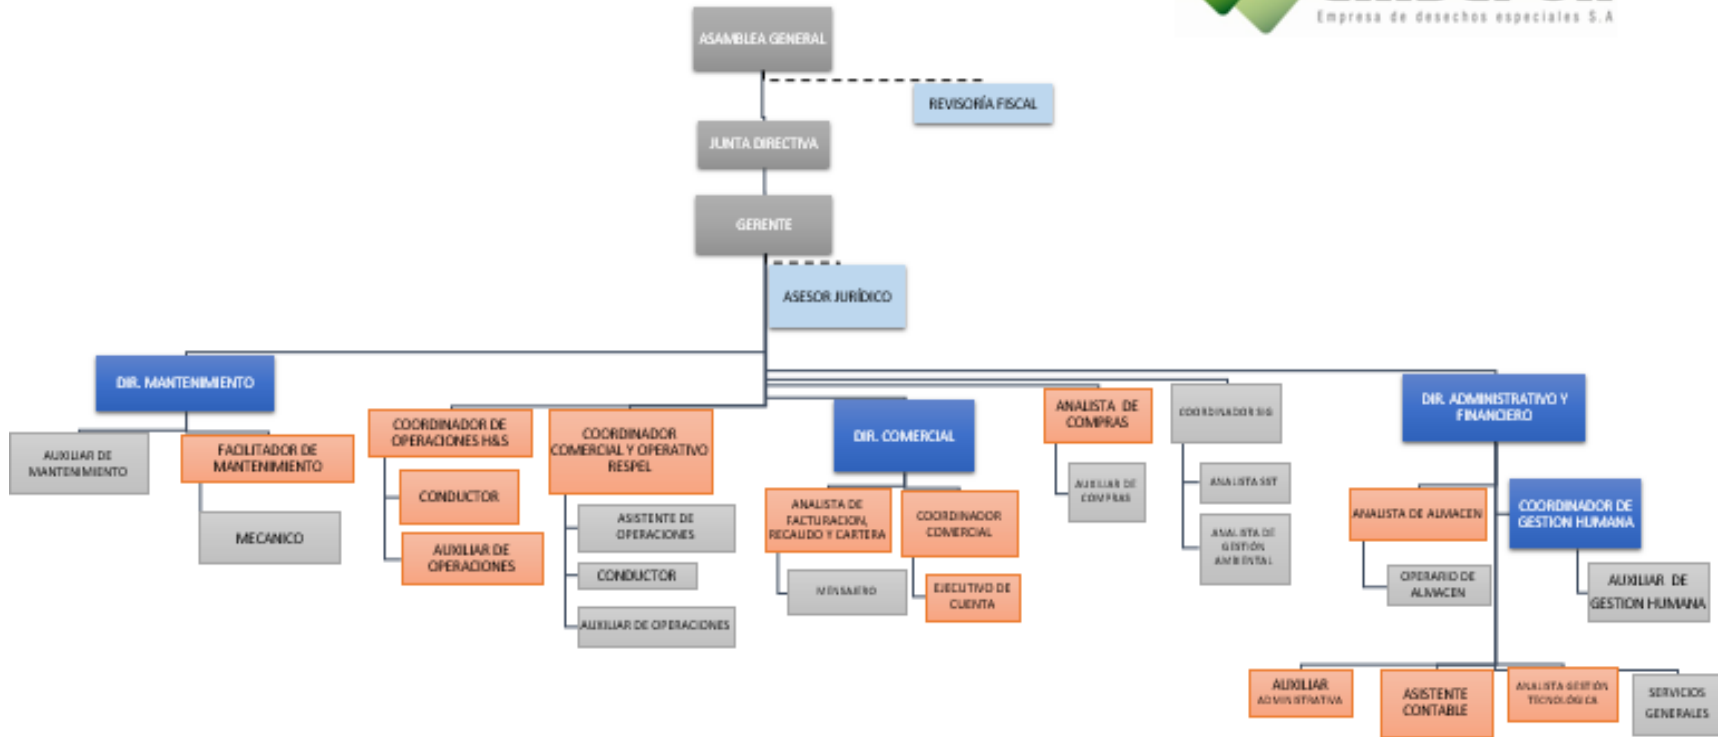 Empresa de desechos especiales S.A
ASAMBLEA GENERAL
REVISORÍA FISCAL
JUNTA DIRECTIVA
GERENTE
ASESOR JURÍDICO
DIR. MANTENIMIENTO
AUXILIAR DE
MANTENIMIENTO
FACILITADOR DE
MANTENIMIENTO
MECANICO
COORDINADOR DE
OPERACIONES H&S
CONDUCTOR
AUXILIAR DE
OPERACIONES
COORDINADOR
COMERCIAL Y OPERATIVO
RESPEL
ASISTENTE DE
OPERACIONES
CONDUCTOR
AUXILIAR DE OPERACIONES
DIR. COMERCIAL
ANALISTA DE
FACTURACION,
RECAUDO Y CARTERA
MENSAJERO
COORDINADOR
COMERCIAL
EJECUTIVO DE
CUENTA
ANALISTA DE
COMPRAS
AUXILIAR DE
COMPRAS
COORDINADOR SIG
ANALISTA SST
ANALISTA DE
GESTIÓN
AMBIENTAL
DIR. ADMINISTRATIVO Y
FINANCIERO
ANALISTA DE ALMACEN
OPERARIO DE
ALMACEN
COORDINADOR DE
GESTION HUMANA
AUXILIAR DE
GESTION HUMANA
AUXILIAR
ADMINISTRATIVA
ASISTENTE
CONTABLE
ANALISTA GESTIÓN
TECNOLÓGICA
SERVICIOS
GENERALES